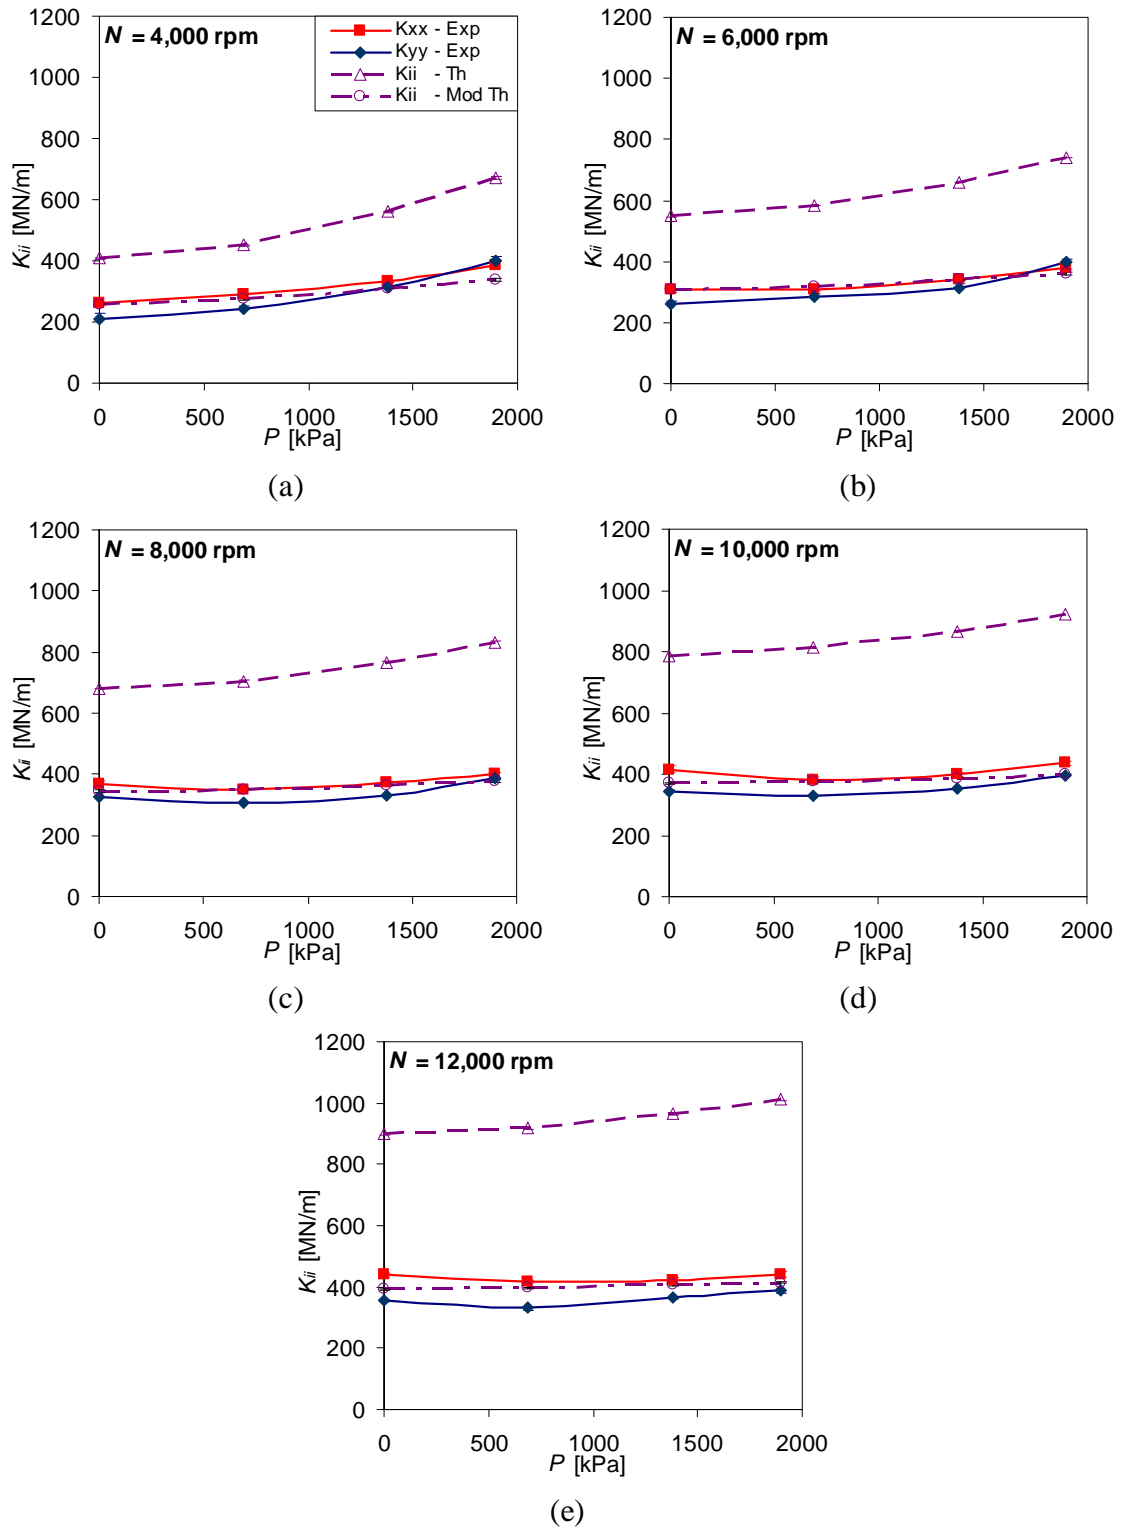 N = 4,000 rpm
Kxx - Exp
Kyy - Exp
Kii - Th
Kii - Mod Th
1200
1000
800
600
400
200
0
Kii [MN/m]
0 500 1000 1500 2000
P [kPa]
(a)
N = 6,000 rpm
1200
1000
800
600
400
200
0
Kii [MN/m]
0 500 1000 1500 2000
P [kPa]
(b)
N = 8,000 rpm
1200
1000
800
600
400
200
0
Kii [MN/m]
0 500 1000 1500 2000
P [kPa]
(c)
N = 10,000 rpm
1200
1000
800
600
400
200
0
Kii [MN/m]
0 500 1000 1500 2000
P [kPa]
(d)
N = 12,000 rpm
1200
1000
800
600
400
200
0
Kii [MN/m]
0 500 1000 1500 2000
P [kPa]
(e)